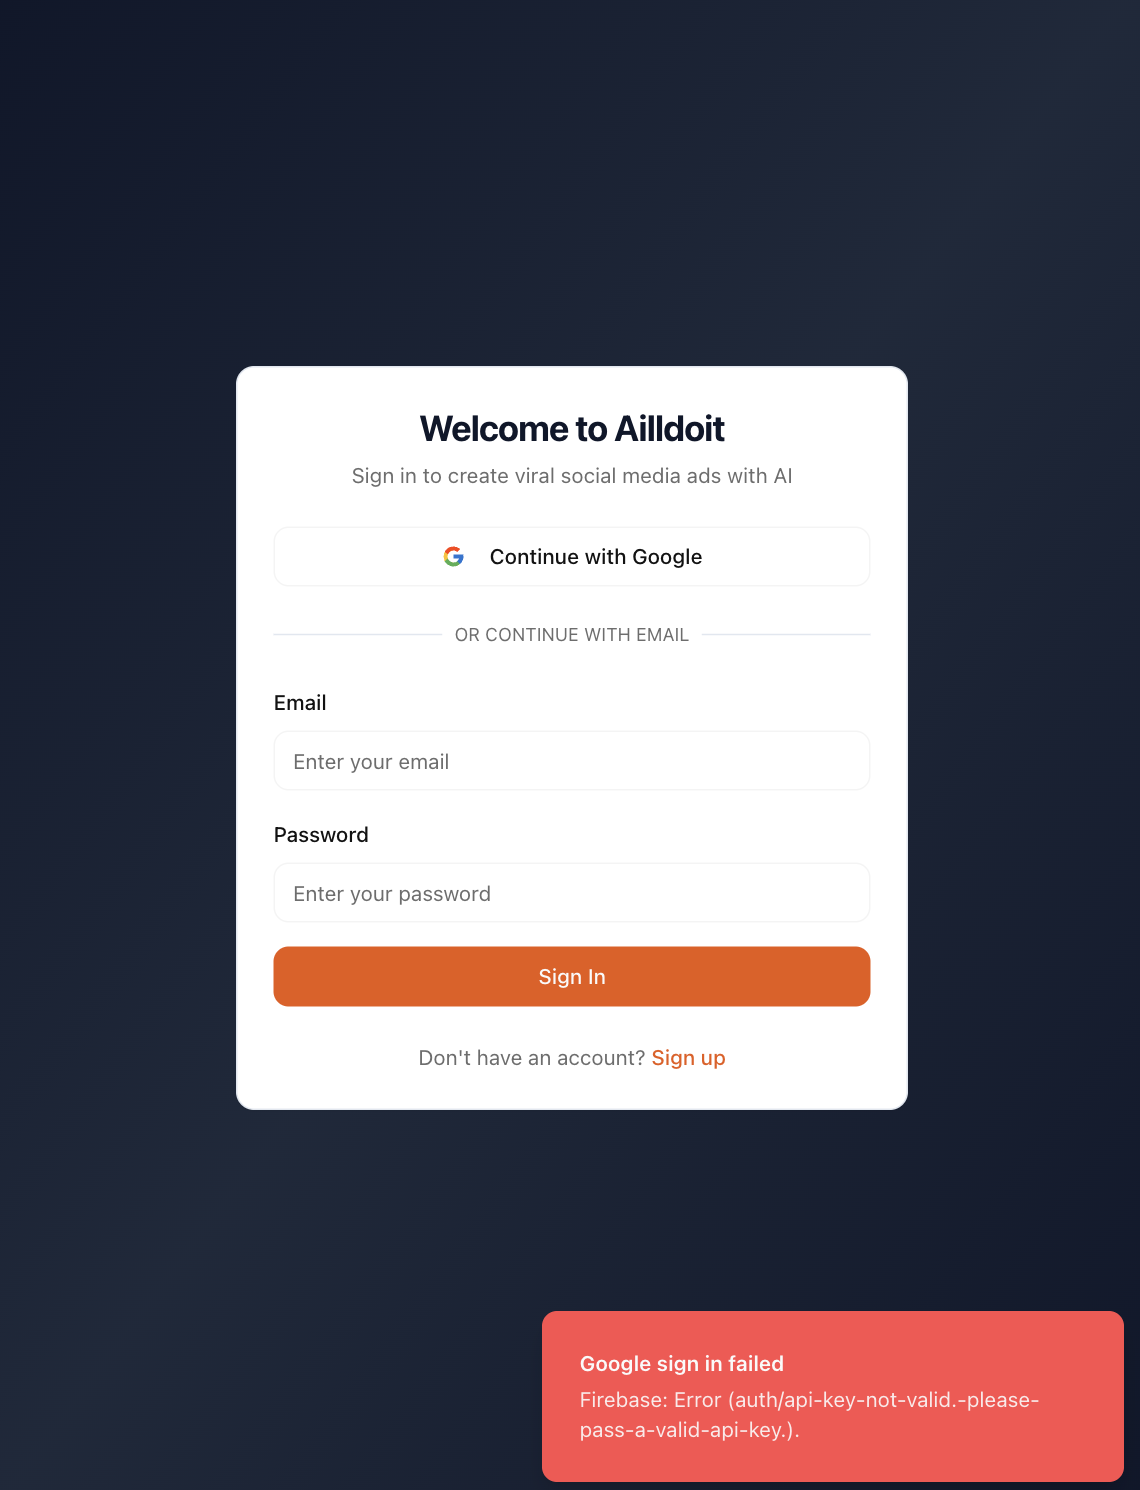 Welcome to Ailldoit
Sign in to create viral social media ads with AI
Continue with Google
OR CONTINUE WITH EMAIL
Email
Enter your email
Password
Enter your password
Sign In
Don't have an account? Sign up
Google sign in failed
Firebase: Error (auth/api-key-not-valid.-please-
pass-a-valid-api-key.).